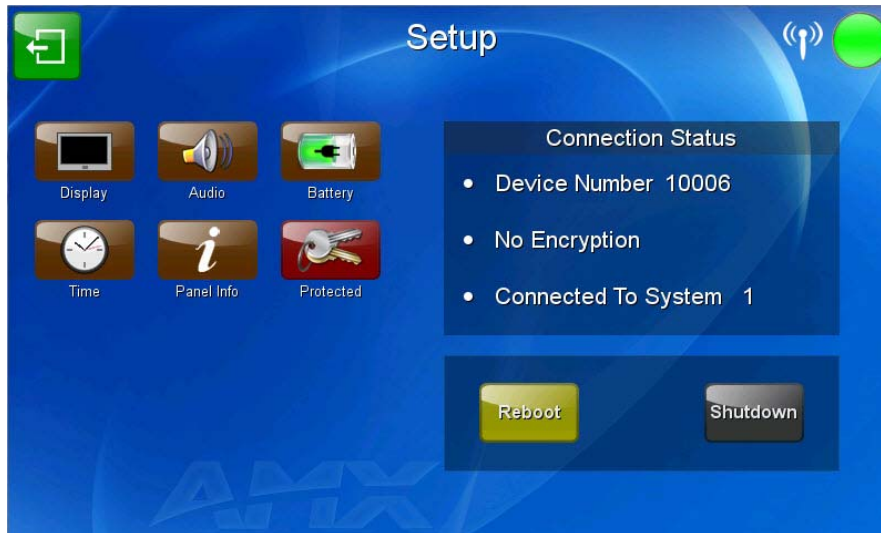 Setup
Display Audio Battery
Time Panel Info Protected
Connection Status
• Device Number 10006
• No Encryption
• Connected To System 1
Reboot Shutdown
AMX